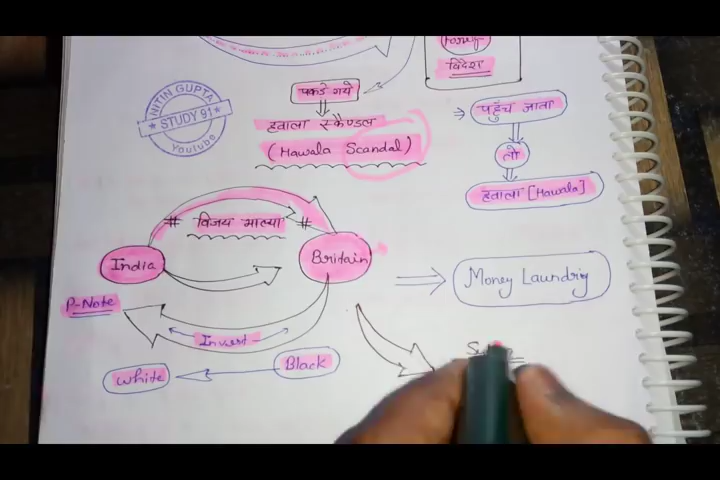 विदेश
पकडे गये
हवाला स्कैण्डल
(Hawala Scandal)
NITIN GUPTA
STUDY 91
Youtube
पहुँच जाता
तो
हवाला [Hawala]
# विजय माल्या #
India
Britain
Money Laundrig
P-Note
Invest
White
Black